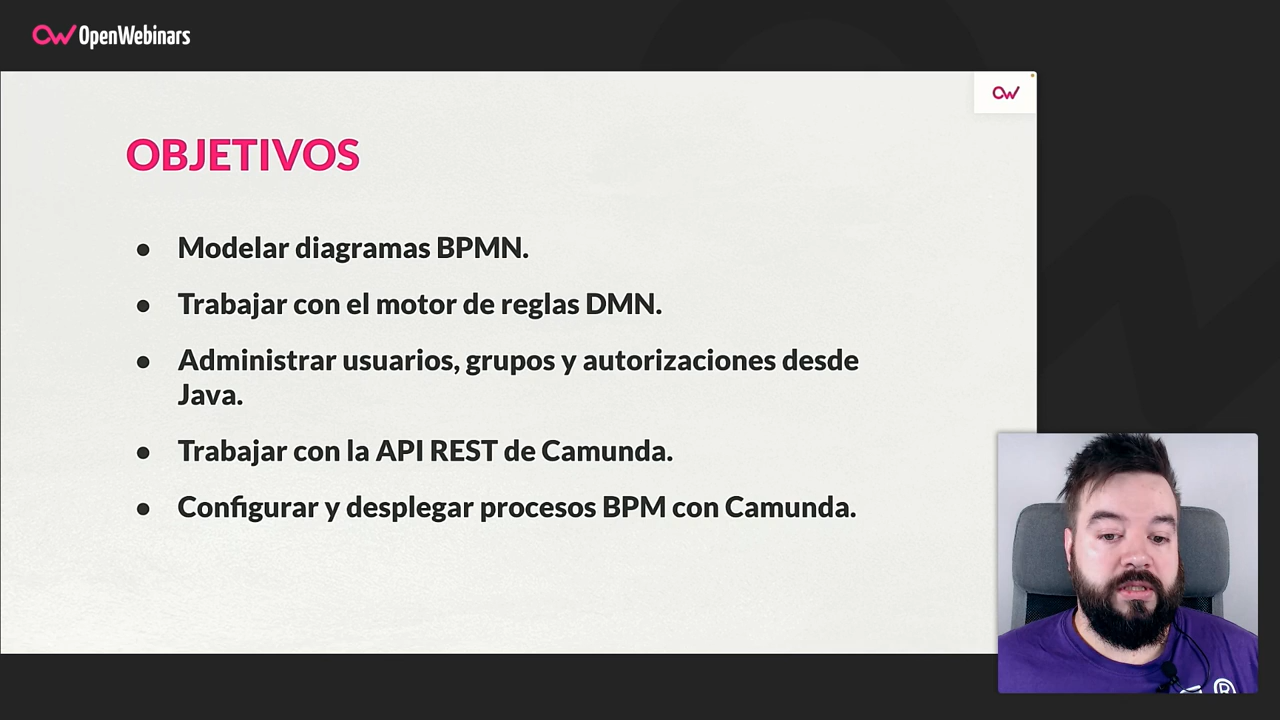 OpenWebinars
OBJETIVOS
● Modelar diagramas BPMN.
● Trabajar con el motor de reglas DMN.
● Administrar usuarios, grupos y autorizaciones desde
Java.
● Trabajar con la API REST de Camunda.
● Configurar y desplegar procesos BPM con Camunda.